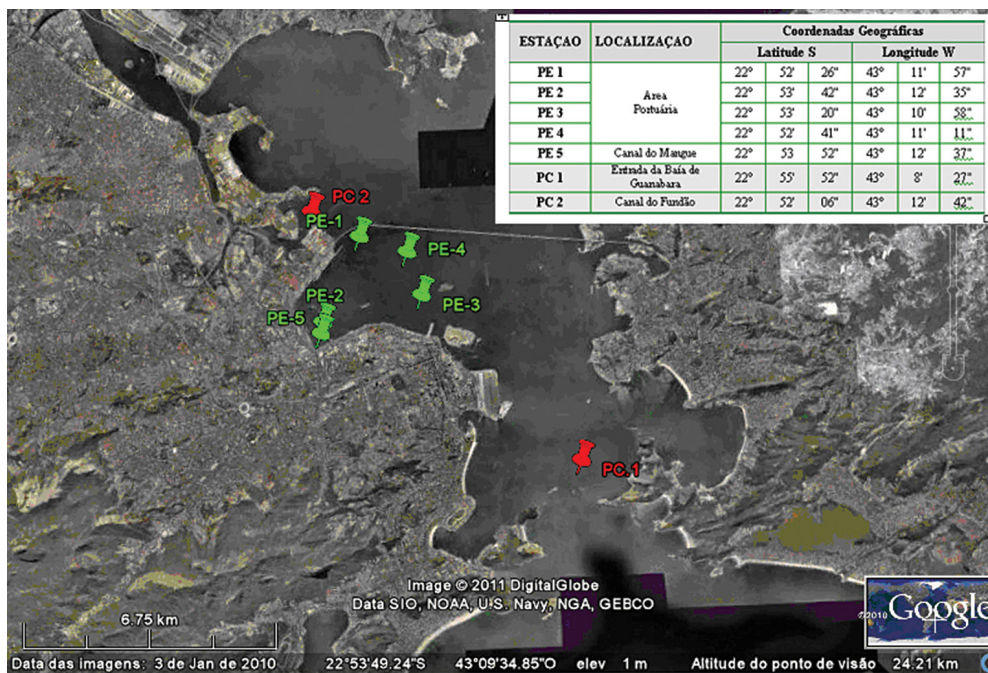 ESTAÇAO LOCALIZAÇAO Coordenadas Geográficas
Latitude S Longitude W
PE 1 Area Portuária 22° 52' 26" 43° 11' 57"
PE 2 22° 53' 42" 43° 12' 35"
PE 3 22° 53' 20" 43° 10' 58"
PE 4 22° 52' 41" 43° 11' 11"
PE 5 Canal do Mangue 22° 53 52" 43° 12' 37"
PC 1 Entrada da Baía de Guanabara 22° 55' 52" 43° 8' 27"
PC 2 Canal do Fundão 22° 52' 06" 43° 12' 42"
PC 2
PE-1
PE-4
PE-2
PE-3
PE-5
PC.1
Image © 2011 DigitalGlobe
Data SIO, NOAA, U.S. Navy, NGA, GEBCO
6.75 km
©2010 Google
Data das imagens: 3 de Jan de 2010 22°53'49.24"S 43°09'34.85"O elev 1 m Altitude do ponto de visão 24.21 km